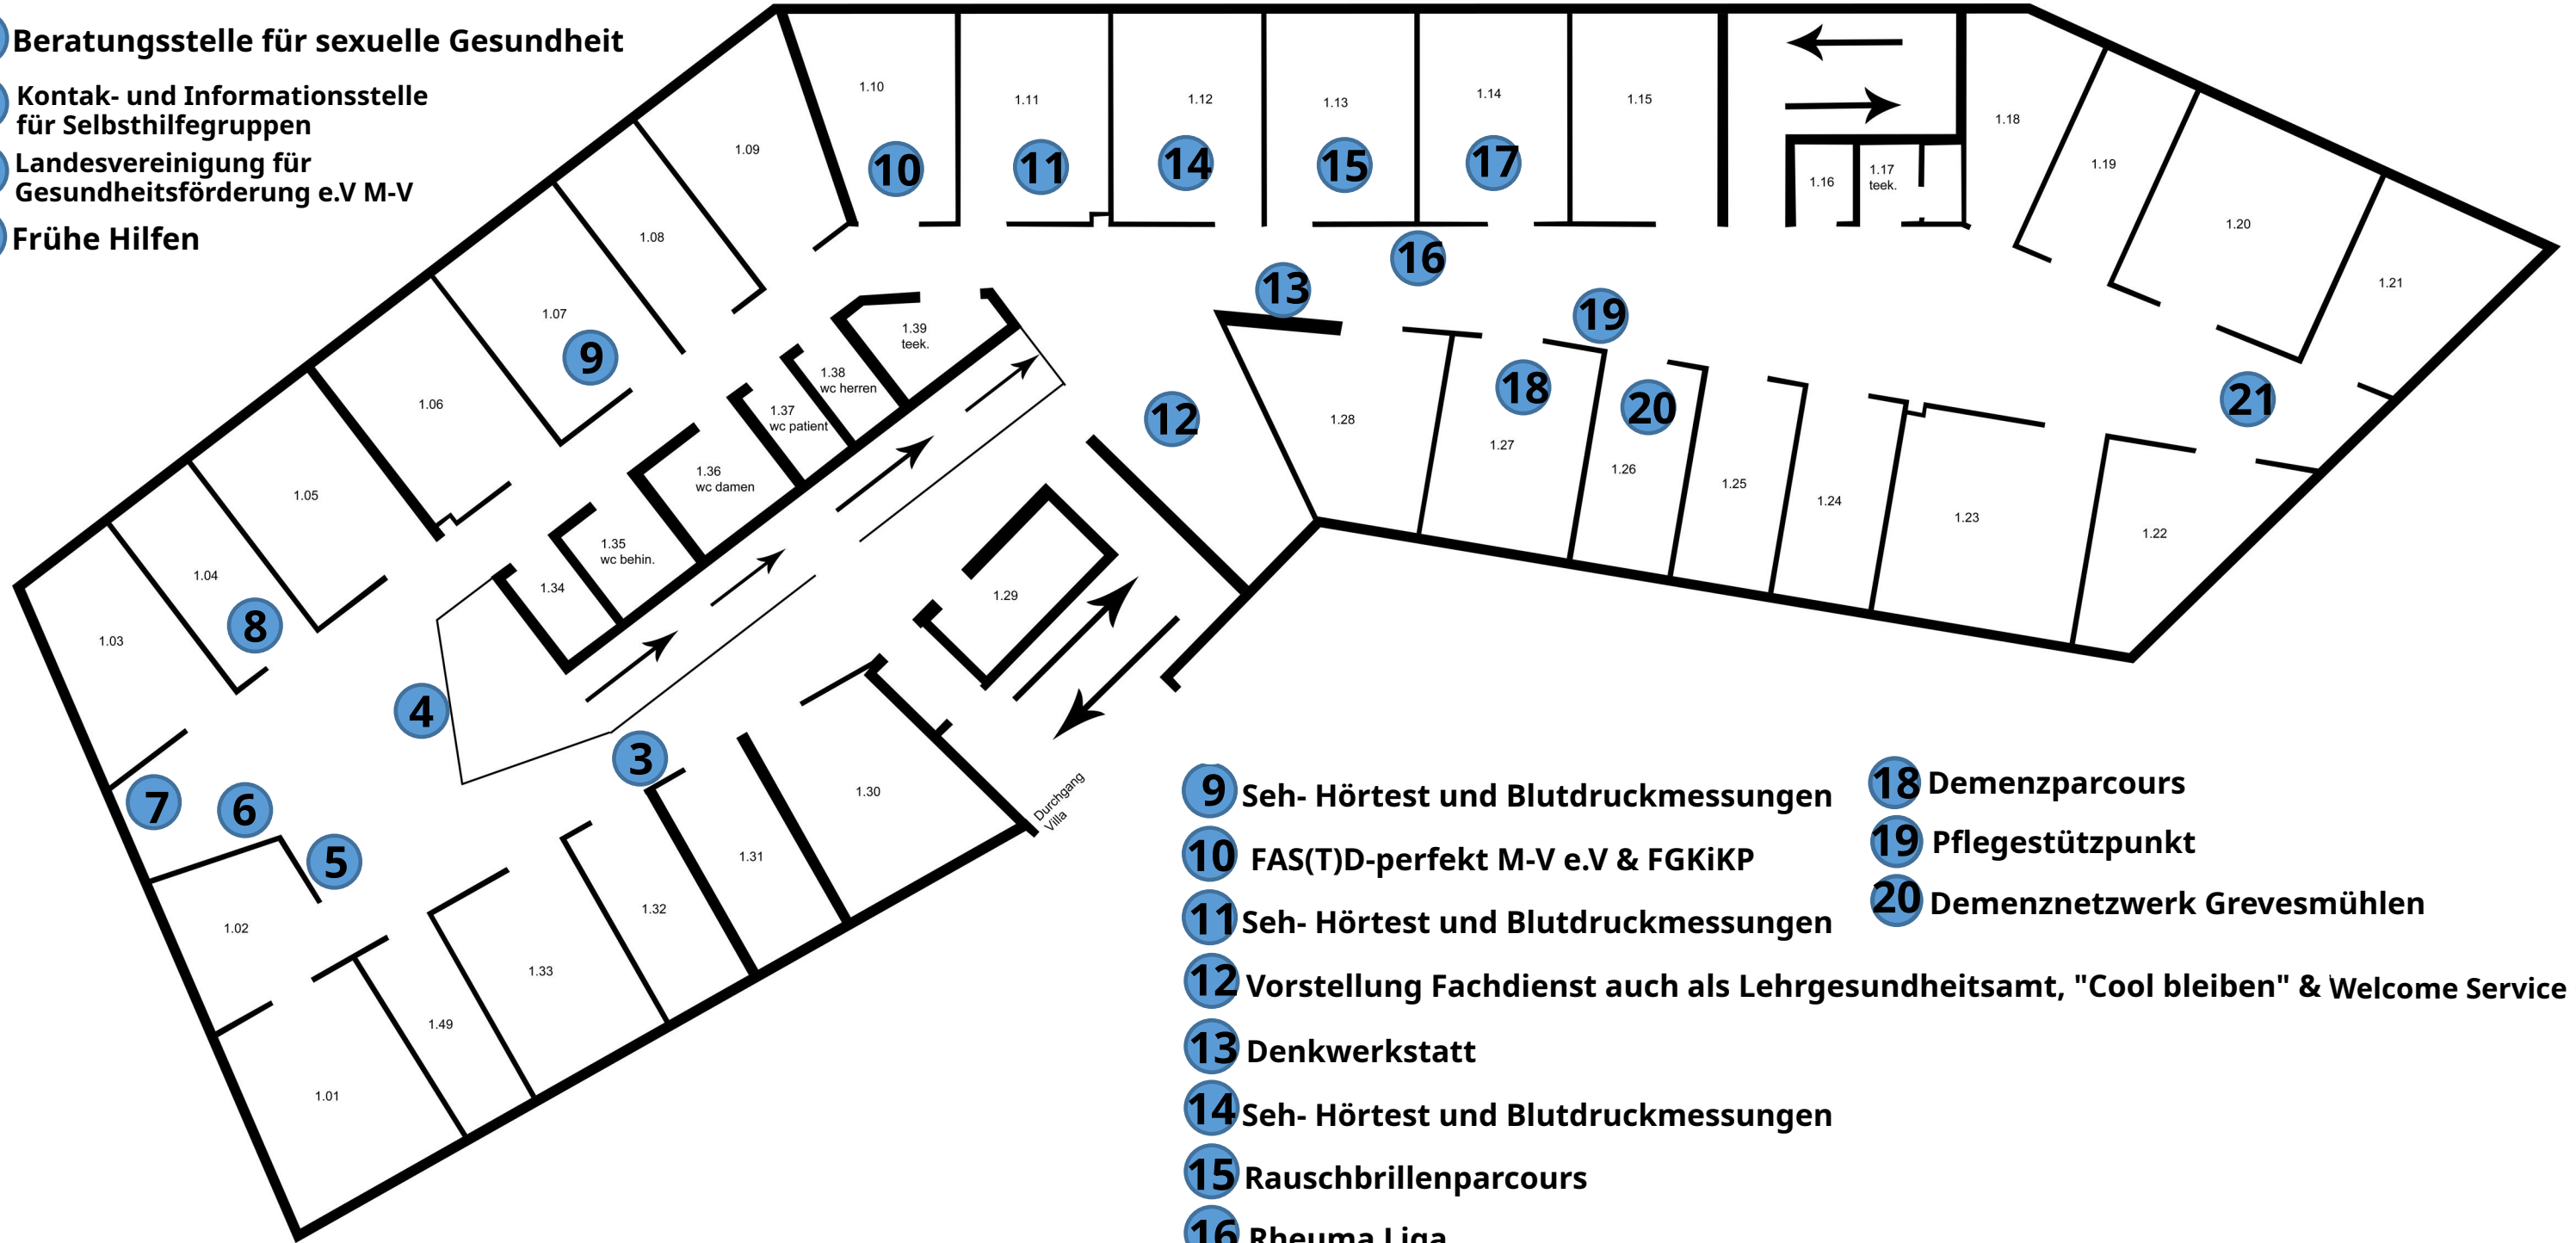 Beratungsstelle für sexuelle Gesundheit
Kontak- und Informationsstelle
für Selbsthilfegruppen
Landesvereinigung für
Gesundheitsförderung e.V M-V
Frühe Hilfen
1.10
1.11
1.12
1.13
1.14
1.15
1.16
1.17
teek.
1.18
1.19
1.20
1.21
10
11
14
15
17
16
13
19
1.09
1.08
1.07
9
1.06
1.05
1.04
8
1.03
1.39
teek.
1.38
wc herren
1.37
wc patient
1.36
wc damen
1.35
wc behin.
1.34
12
1.28
18
1.27
20
1.26
1.25
1.24
1.23
1.22
21
1.29
4
3
7
6
5
1.02
1.01
1.49
1.33
1.32
1.31
1.30
Durchgang
Villa
9 Seh- Hörtest und Blutdruckmessungen
10 FAS(T)D-perfekt M-V e.V & FGKiKP
11 Seh- Hörtest und Blutdruckmessungen
12 Vorstellung Fachdienst auch als Lehrgesundheitsamt, "Cool bleiben" & Welcome Service
13 Denkwerkstatt
14 Seh- Hörtest und Blutdruckmessungen
15 Rauschbrillenparcours
16 Rheuma Liga
18 Demenzparcours
19 Pflegestützpunkt
20 Demenznetzwerk Grevesmühlen